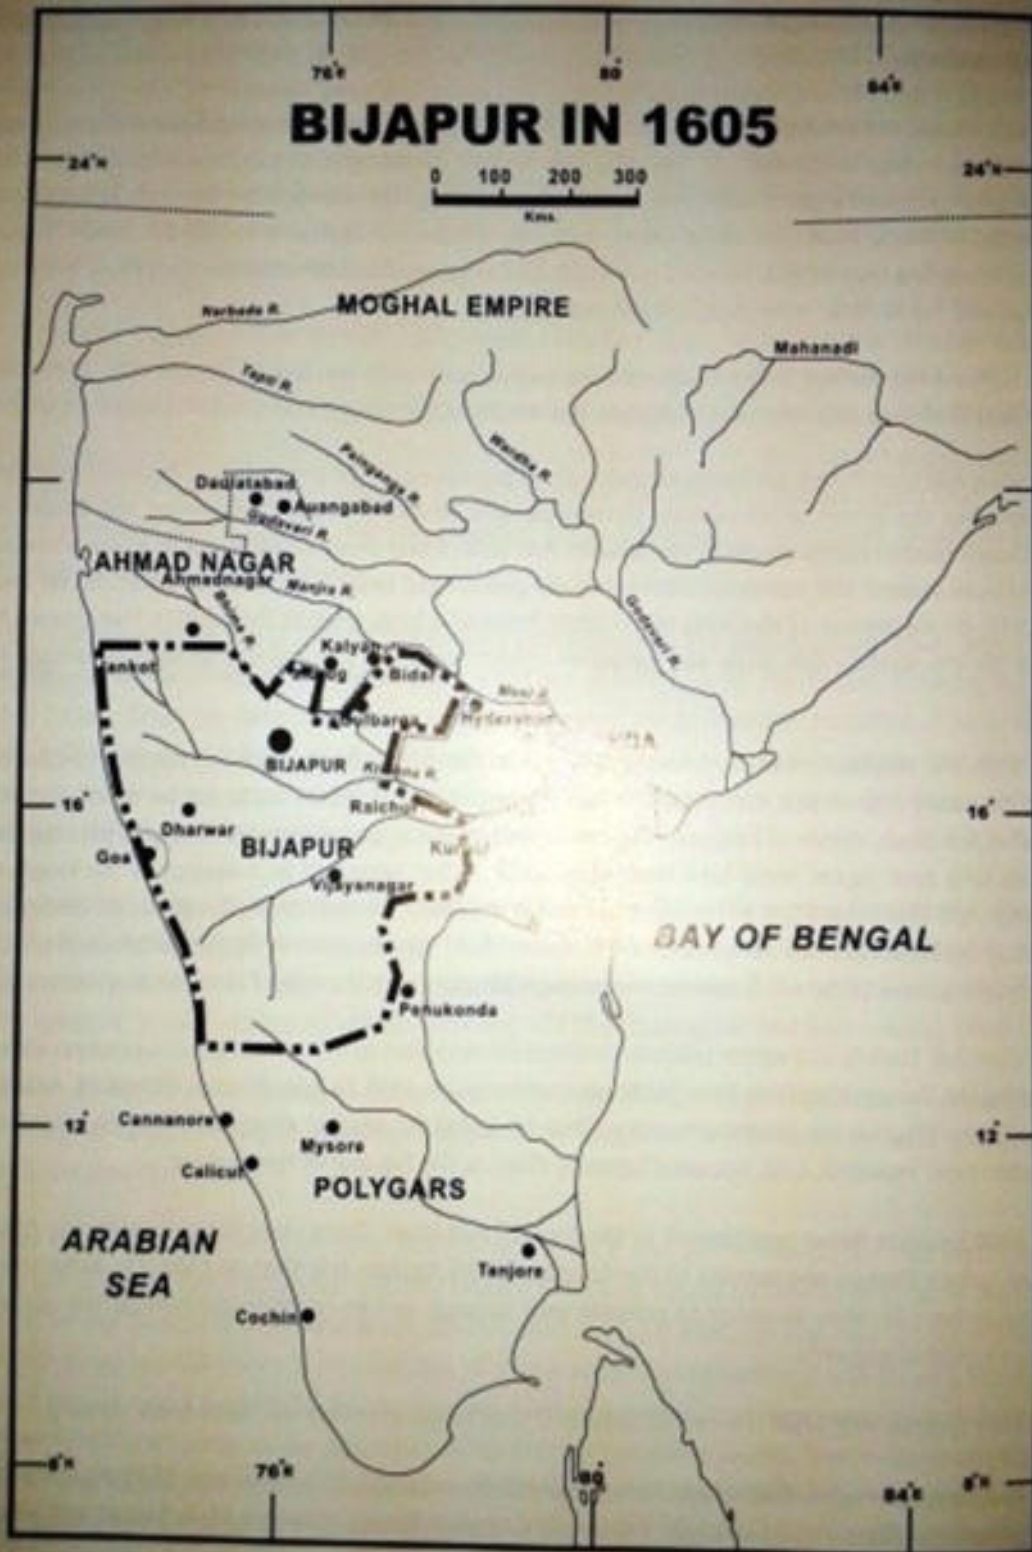 76°E
80°
84°E
BIJAPUR IN 1605
24°N
24°N
0 100 200 300
Kms.
Narbada R.
MOGHAL EMPIRE
Mahanadi
Tapti R.
Painganga R.
Wardha R.
Daulatabad
Auangabad
Godavari R.
AHMAD NAGAR
Ahmadnagar
Manjra R.
Bhima R.
Godavari R.
Kalyani
Bidar
Gulbarga
Hyderabad
BIJAPUR
Krishna R.
Raichur
16°
16°
Dharwar
Goa
BIJAPUR
Kurnul
Vijayanagar
BAY OF BENGAL
Penukonda
Cannanore
12°
12°
Mysore
Calicut
POLYGARS
ARABIAN
SEA
Tanjore
Cochin
8°N
76°E
80°
84°E
8°N